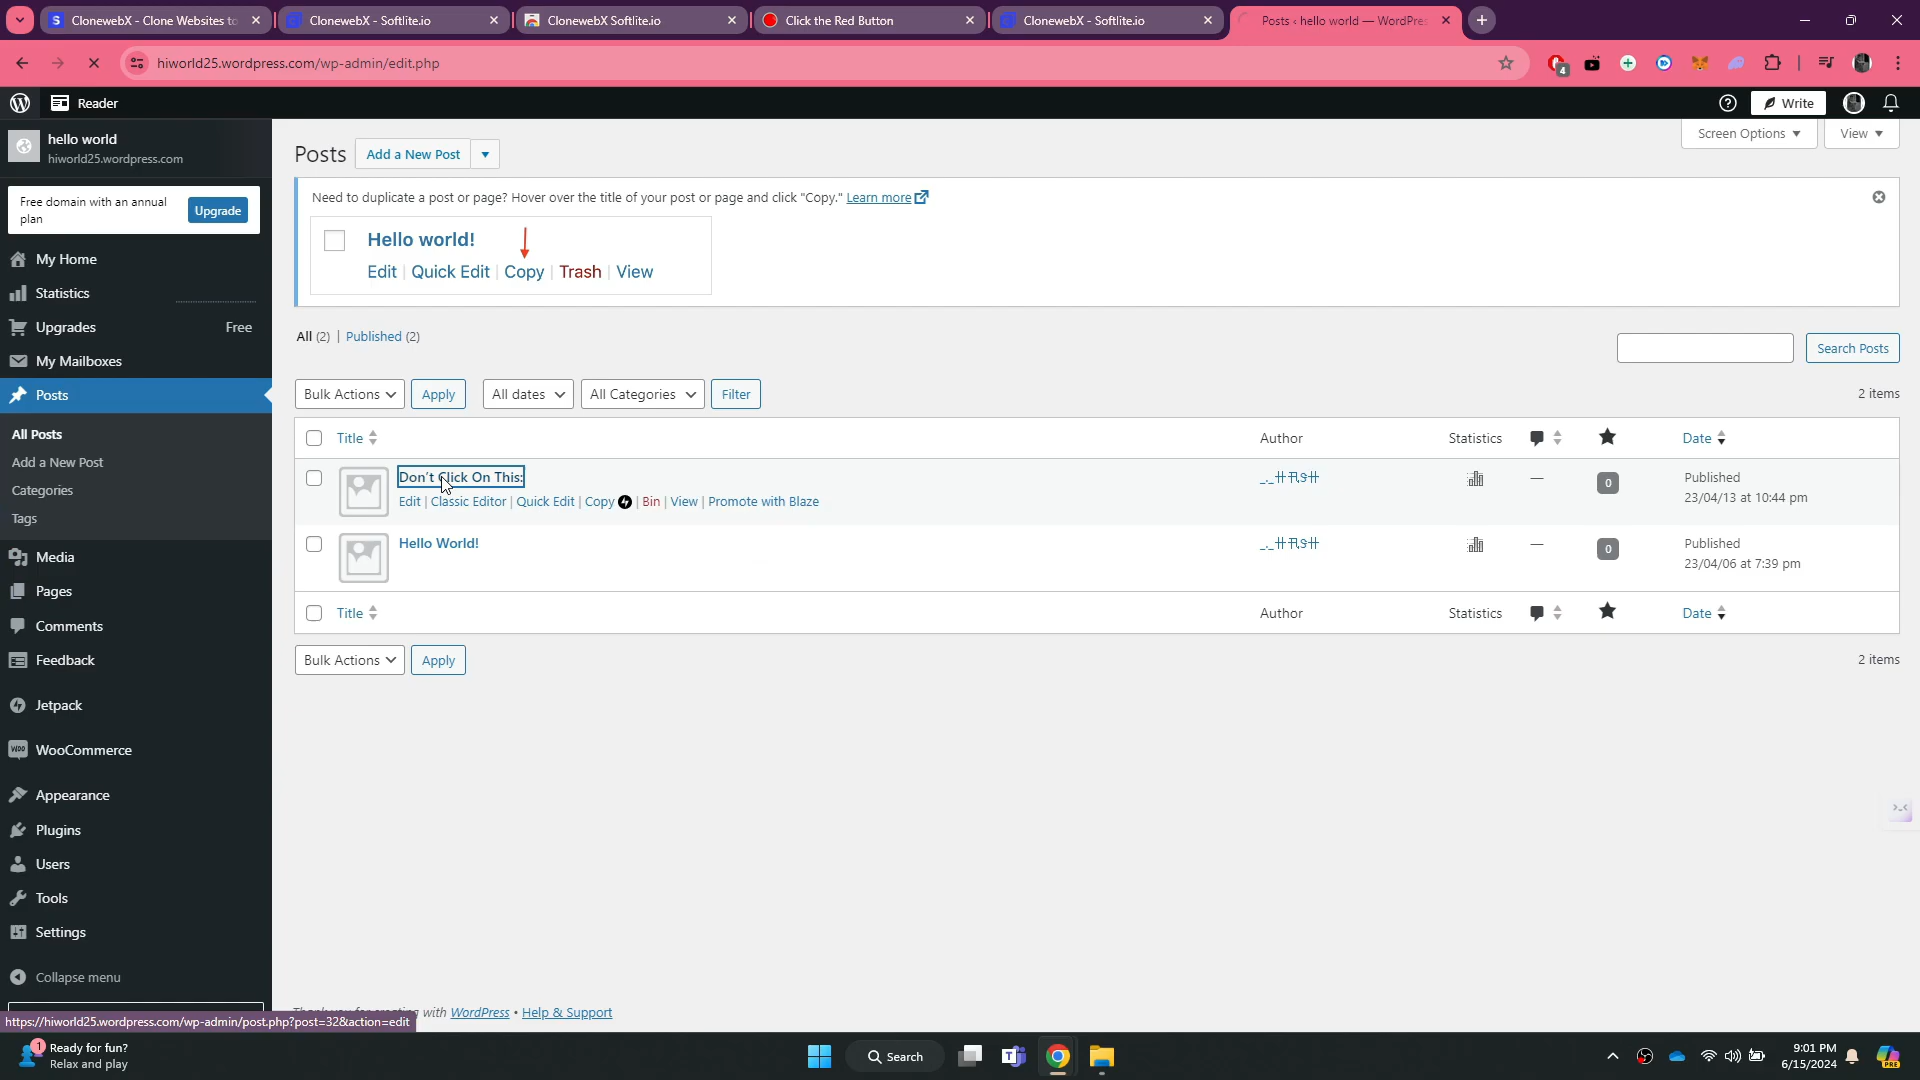 ClonewebX - Clone Websites to
ClonewebX - Softlite.io
ClonewebX Softlite.io
Click the Red Button
ClonewebX - Softlite.io
Posts ‹ hello world — WordPres
hiworld25.wordpress.com/wp-admin/edit.php
4
Reader
Write
hello world
hiworld25.wordpress.com
Free domain with an annual
plan
Upgrade
My Home
Statistics
Upgrades
Free
My Mailboxes
Posts
All Posts
Add a New Post
Categories
Tags
Media
Pages
Comments
Feedback
Jetpack
WooCommerce
Appearance
Plugins
Users
Tools
Settings
Collapse menu
Screen Options
View
Posts
Add a New Post
Need to duplicate a post or page? Hover over the title of your post or page and click "Copy." Learn more
Hello world!
Edit | Quick Edit | Copy | Trash | View
All (2) | Published (2)
Search Posts
Bulk Actions
Apply
All dates
All Categories
Filter
2 items
Title
Author
Statistics
Date
Don't Click On This:
Edit | Classic Editor | Quick Edit | Copy | Bin | View | Promote with Blaze
—
0
Published
23/04/13 at 10:44 pm
Hello World!
—
0
Published
23/04/06 at 7:39 pm
Title
Author
Statistics
Date
Bulk Actions
Apply
2 items
with WordPress • Help & Support
https://hiworld25.wordpress.com/wp-admin/post.php?post=32&action=edit
1
Ready for fun?
Relax and play
Search
9:01 PM
6/15/2024
PRE